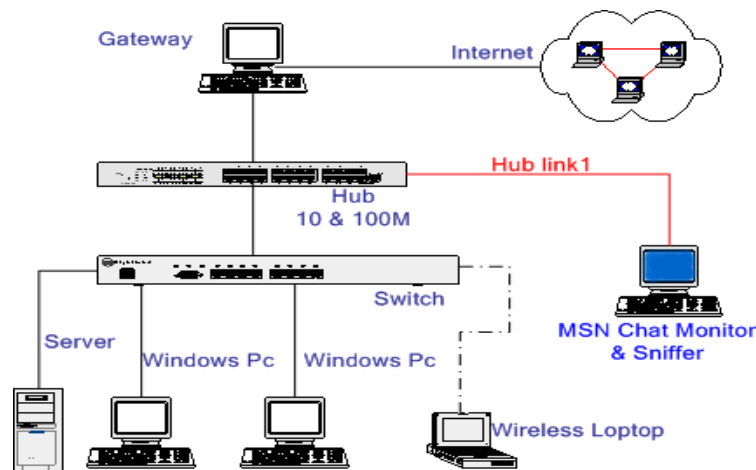 Gateway
Internet
Hub link1
Hub
10 & 100M
Switch
MSN Chat Monitor
& Sniffer
Server
Windows Pc
Windows Pc
Wireless Loptop